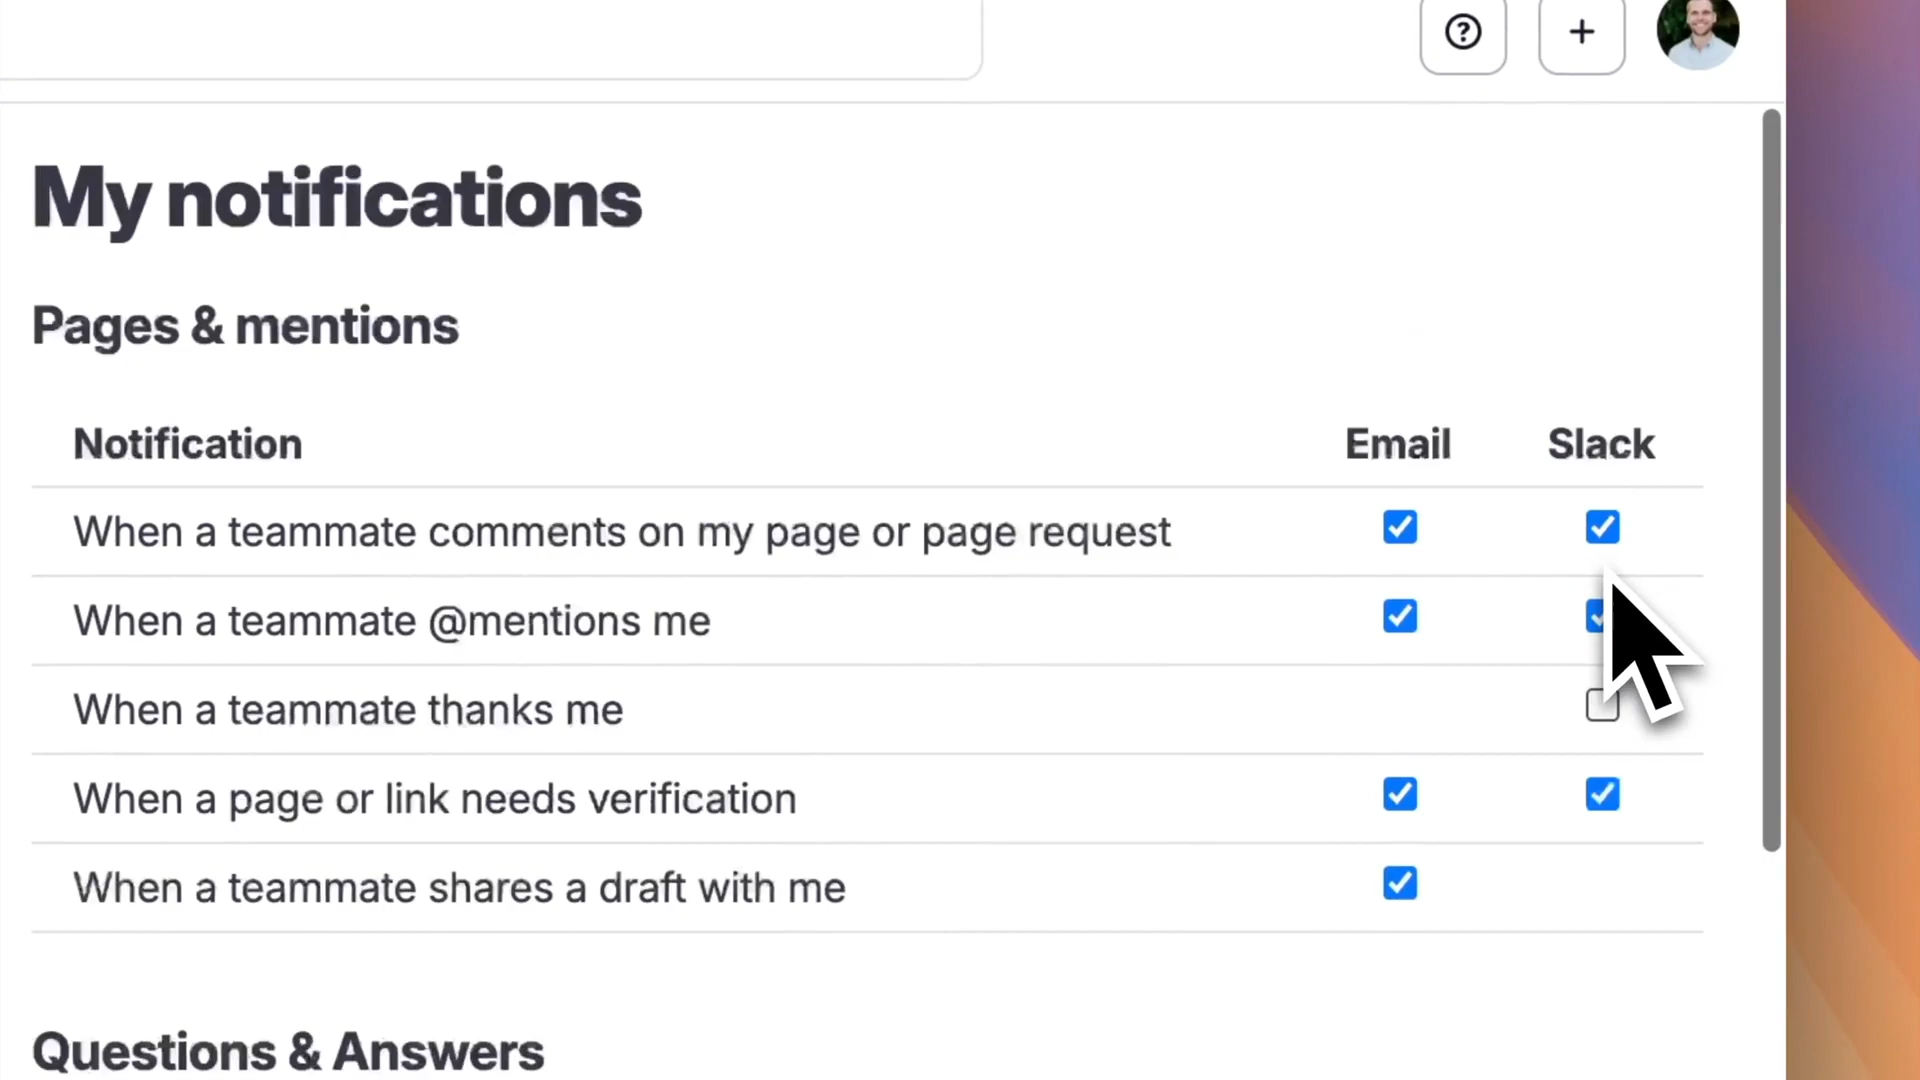 My notifications
Pages & mentions
Notification Email Slack
When a teammate comments on my page or page request
When a teammate @mentions me
When a teammate thanks me
When a page or link needs verification
When a teammate shares a draft with me
Questions & Answers